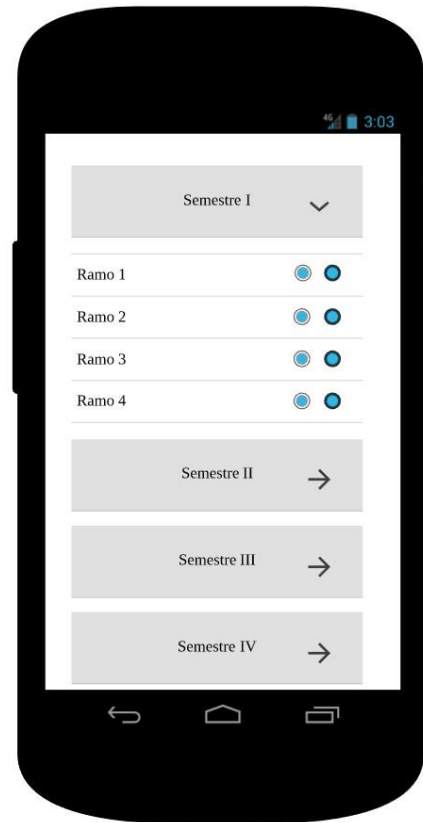 4G 3:03
Semestre I
Ramo 1
Ramo 2
Ramo 3
Ramo 4
Semestre II
Semestre III
Semestre IV